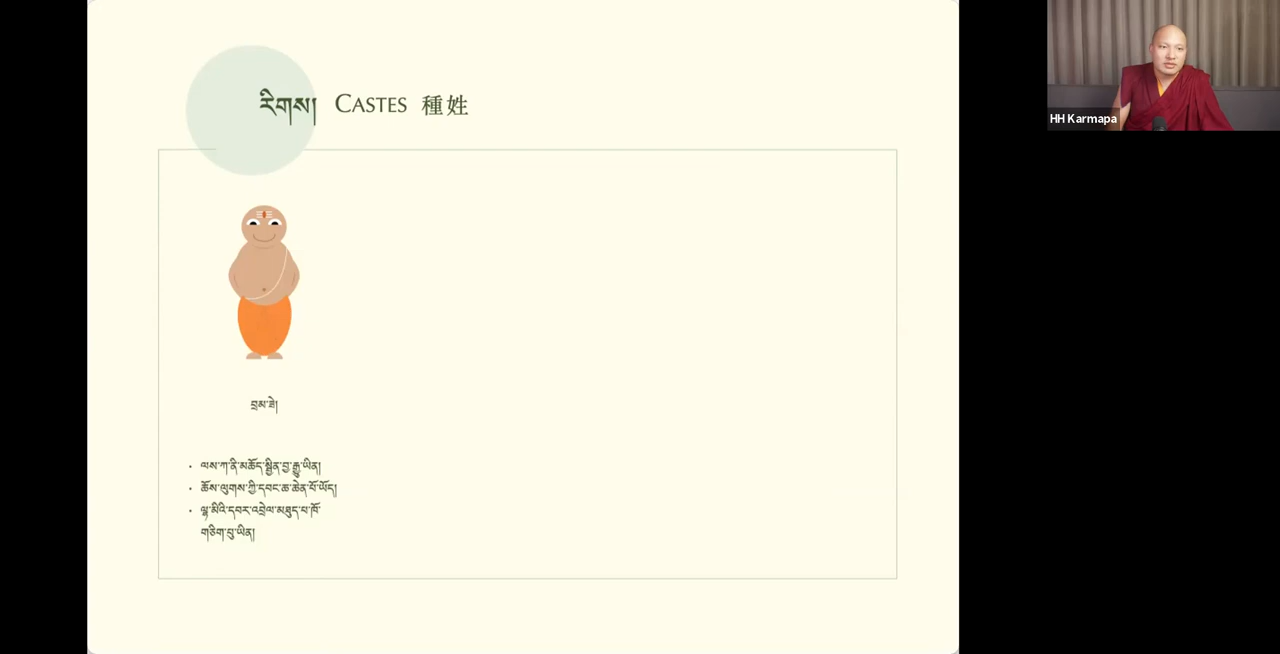 རིགས། CASTES 種姓
HH Karmapa
བྲམ་ཟེ།
• ལས་ཀ་ནི་མཆོད་སྦྱིན་བྱ་རྒྱུ་ཡིན།
• ཆོས་ལུགས་ཀྱི་དབང་ཆ་ཆེན་པོ་ཡོད།
• ལྷ་མིའི་དབར་འབྲེལ་མཐུད་པ་ཁོ་
གཅིག་པུ་ཡིན།